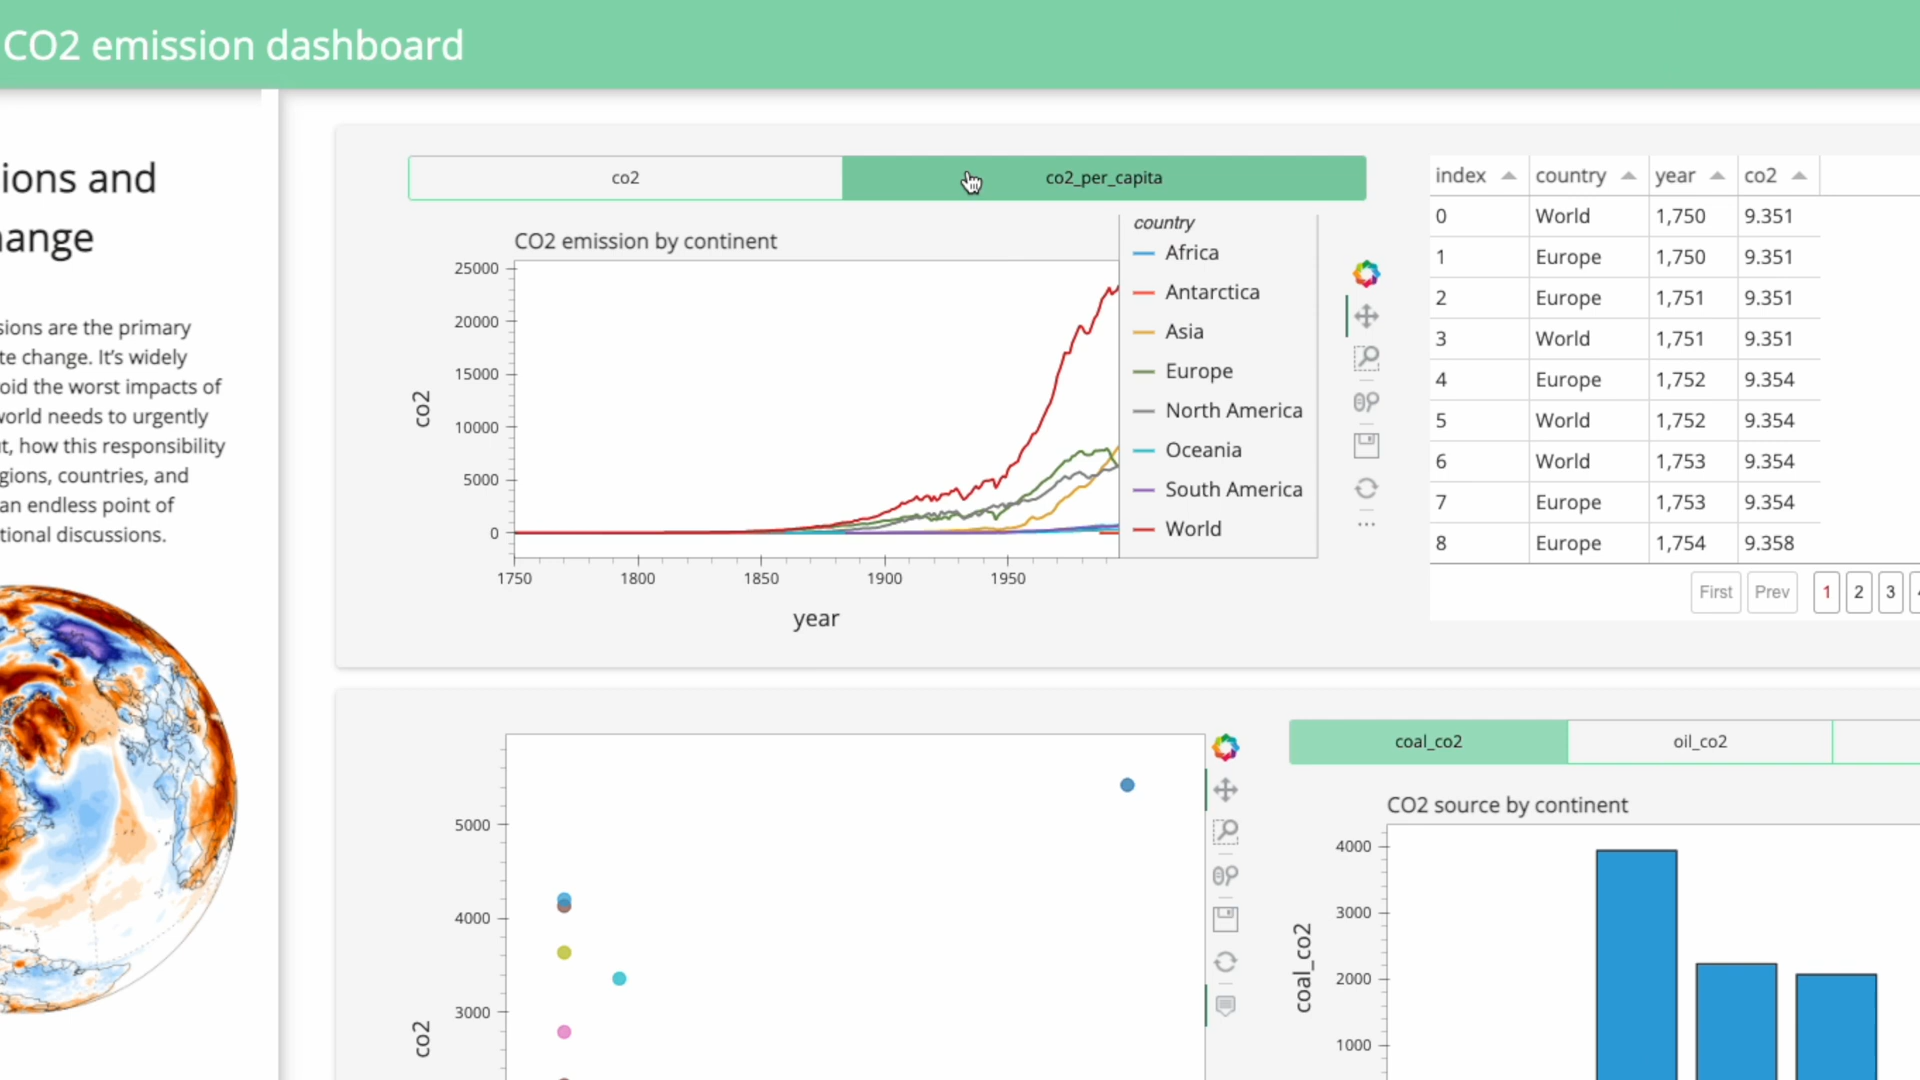 CO2 emission dashboard
ions and
ange
sions are the primary
te change. It's widely
oid the worst impacts of
world needs to urgently
t, how this responsibility
gions, countries, and
an endless point of
tional discussions.
co2
co2_per_capita
CO2 emission by continent
25000
20000
15000
10000
5000
0
co2
1750 1800 1850 1900 1950
year
country
Africa
Antarctica
Asia
Europe
North America
Oceania
South America
World
index country year co2
0 World 1,750 9.351
1 Europe 1,750 9.351
2 Europe 1,751 9.351
3 World 1,751 9.351
4 Europe 1,752 9.354
5 World 1,752 9.354
6 World 1,753 9.354
7 Europe 1,753 9.354
8 Europe 1,754 9.358
First Prev 1 2 3
5000
4000
3000
co2
coal_co2
oil_co2
CO2 source by continent
4000
3000
2000
1000
coal_co2